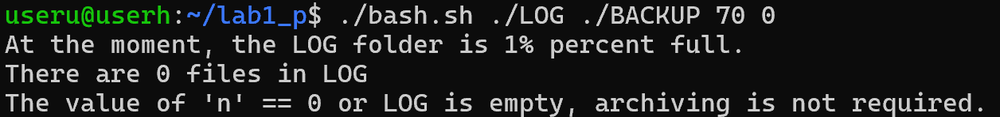 useru@userh:~/lab1_p$ ./bash.sh ./LOG ./BACKUP 70 0
At the moment, the LOG folder is 1% percent full.
There are 0 files in LOG
The value of 'n' == 0 or LOG is empty, archiving is not required.